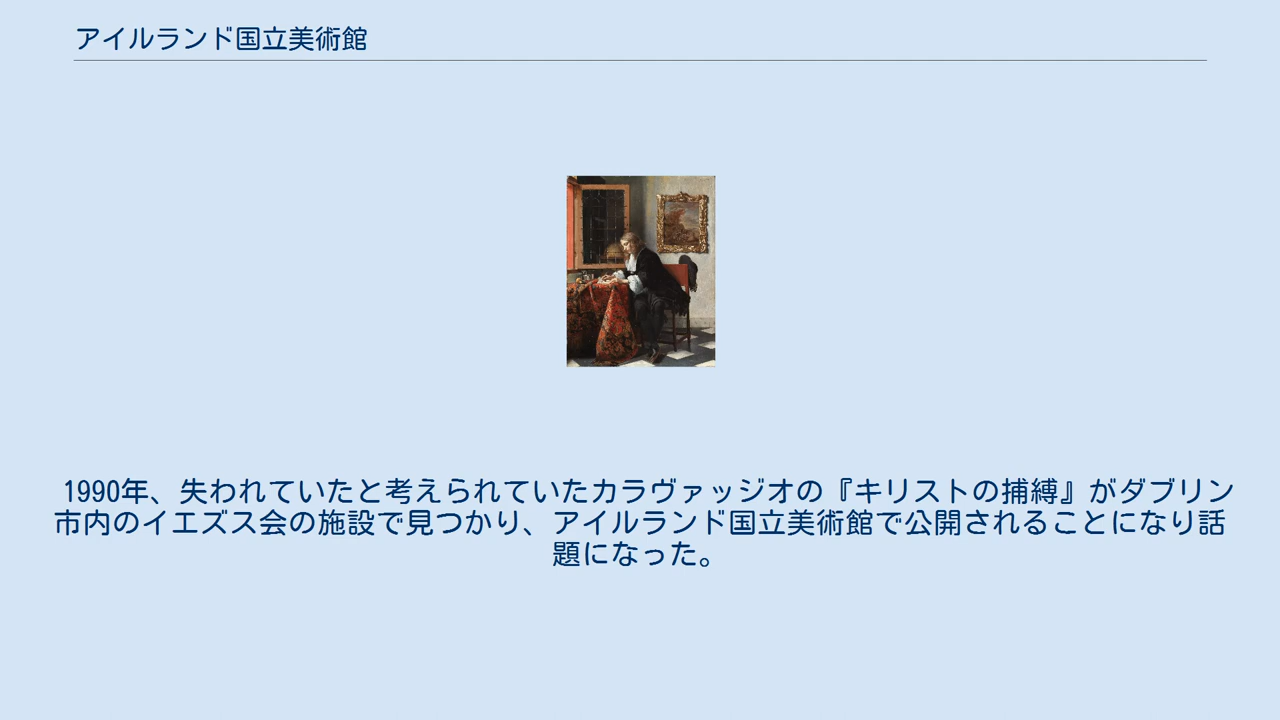 アイルランド国立美術館
1990年、失われていたと考えられていたカラヴァッジオの『キリストの捕縛』がダブリン
市内のイエズス会の施設で見つかり、アイルランド国立美術館で公開されることになり話
題になった。